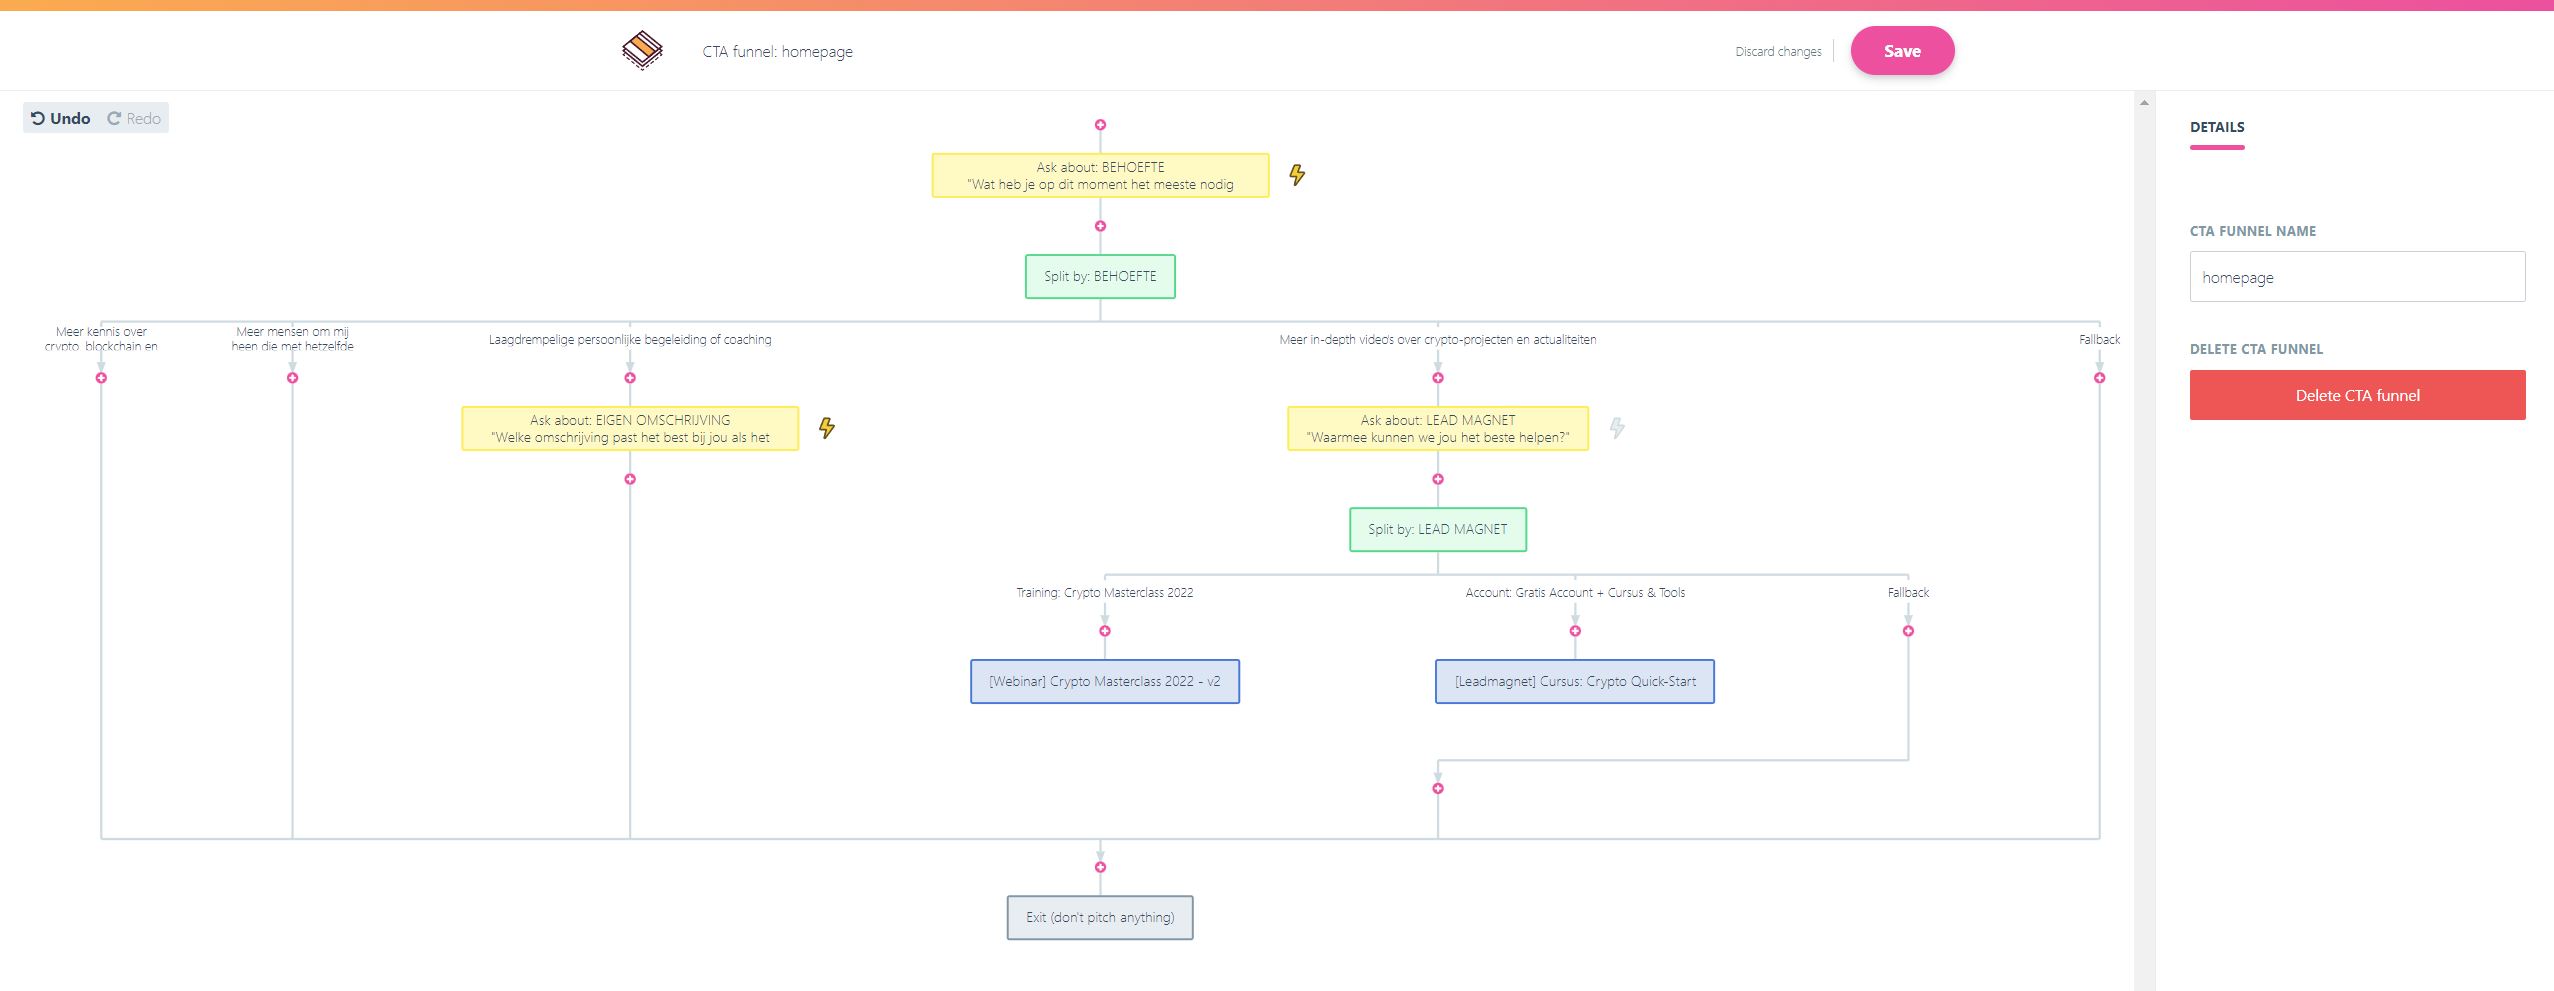 CTA funnel: homepage
Discard changes
Save
Undo
Redo
DETAILS
CTA FUNNEL NAME
homepage
DELETE CTA FUNNEL
Delete CTA funnel
Ask about: BEHOEFTE
"Wat heb je op dit moment het meeste nodig
Split by: BEHOEFTE
Meer kennis over
crypto, blockchain en
Meer mensen om mij
heen die met hetzelfde
Laagdrempelige persoonlijke begeleiding of coaching
Meer in-depth video's over crypto-projecten en actualiteiten
Fallback
Ask about: EIGEN OMSCHRIJVING
"Welke omschrijving past het best bij jou als het
Ask about: LEAD MAGNET
"Waarmee kunnen we jou het beste helpen?"
Split by: LEAD MAGNET
Training: Crypto Masterclass 2022
Account: Gratis Account + Cursus & Tools
Fallback
[Webinar] Crypto Masterclass 2022 - v2
[Leadmagnet] Cursus: Crypto Quick-Start
Exit (don't pitch anything)